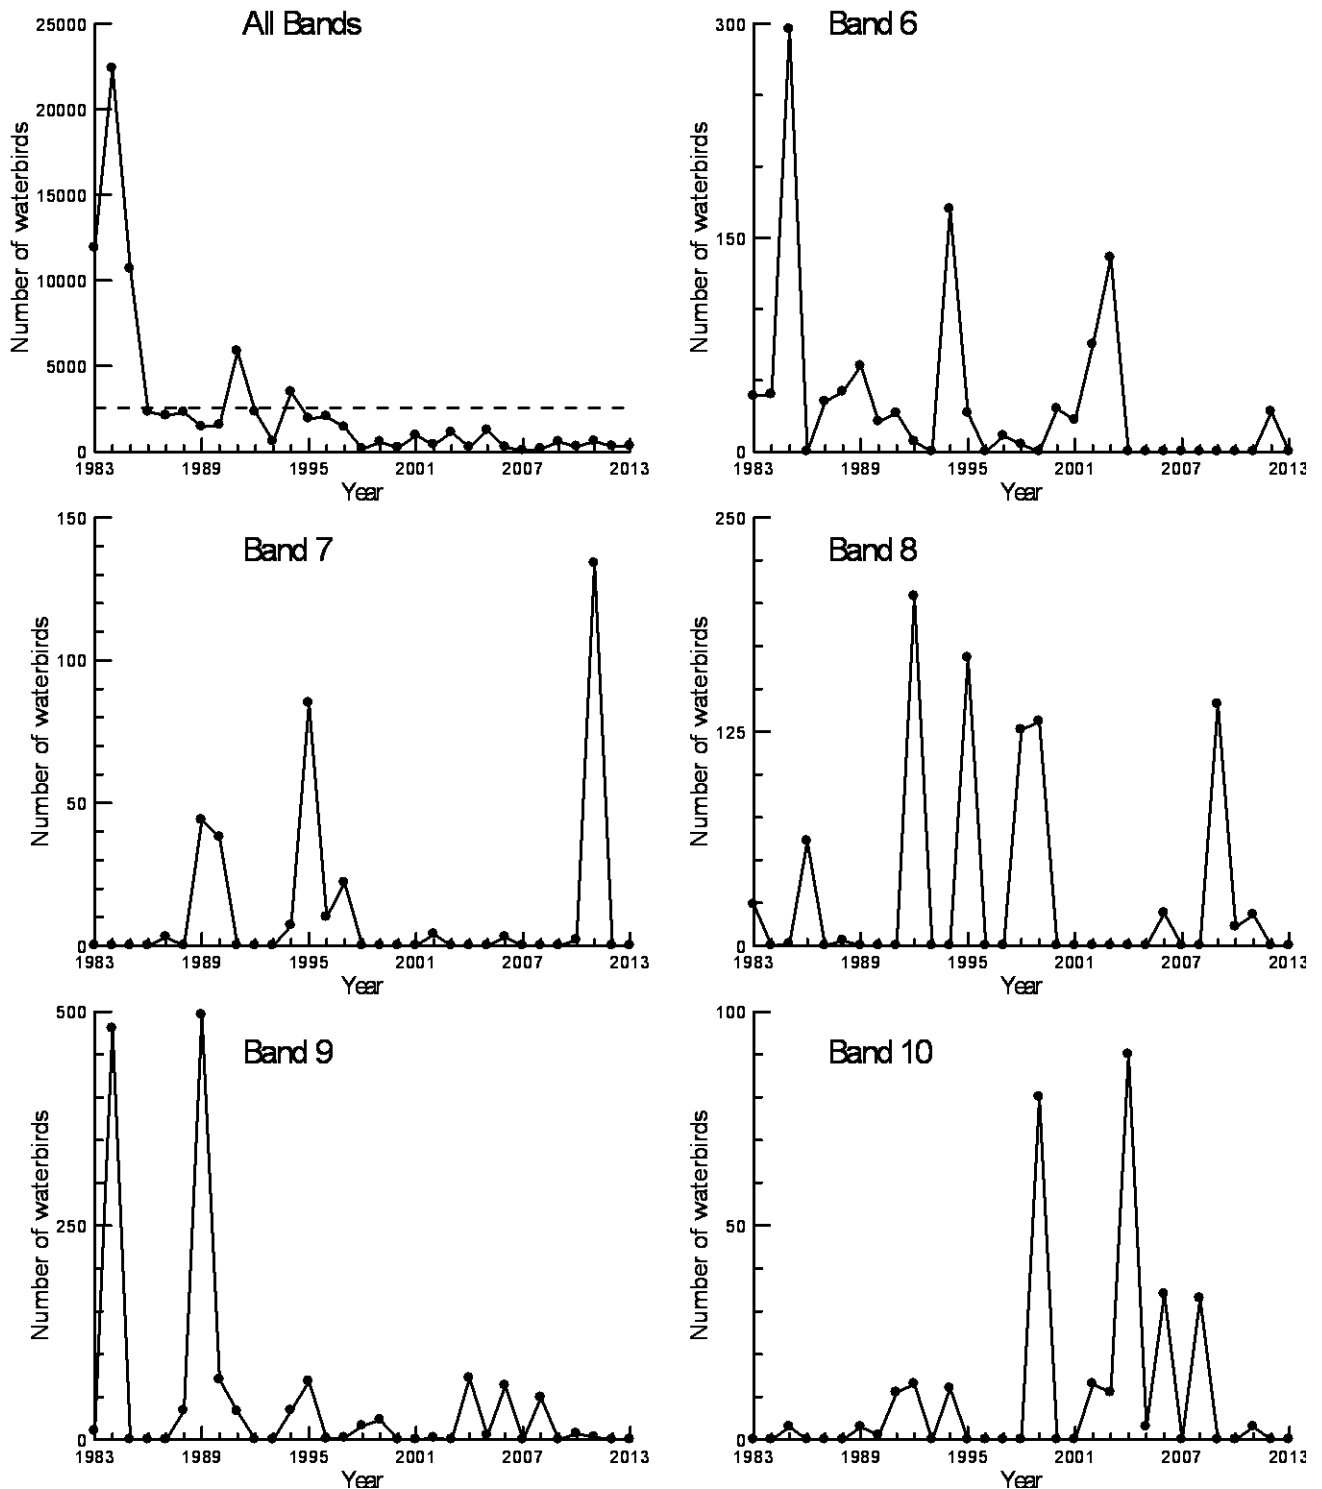 All Bands
25000
20000
15000
10000
5000
0
Number of waterbirds
1983 1989 1995 2001 2007 2013
Year
Band 6
300
150
0
Number of waterbirds
1983 1989 1995 2001 2007 2013
Year
Band 7
150
100
50
0
Number of waterbirds
1983 1989 1995 2001 2007 2013
Year
Band 8
250
125
0
Number of waterbirds
1983 1989 1995 2001 2007 2013
Year
Band 9
500
250
0
Number of waterbirds
1983 1989 1995 2001 2007 2013
Year
Band 10
100
50
0
Number of waterbirds
1983 1989 1995 2001 2007 2013
Year